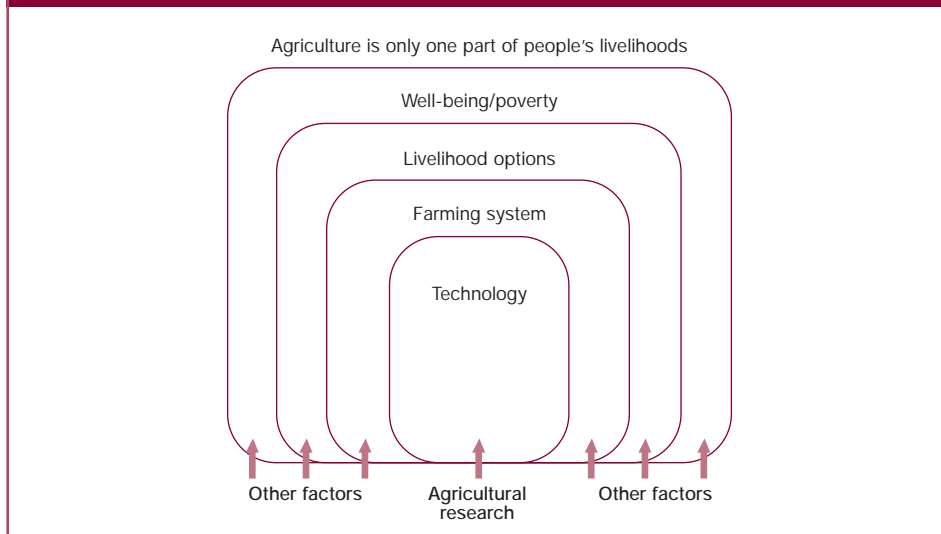 Agriculture is only one part of people’s livelihoods
Well-being/poverty
Livelihood options
Farming system
Technology
Other factors
Agricultural
research
Other factors